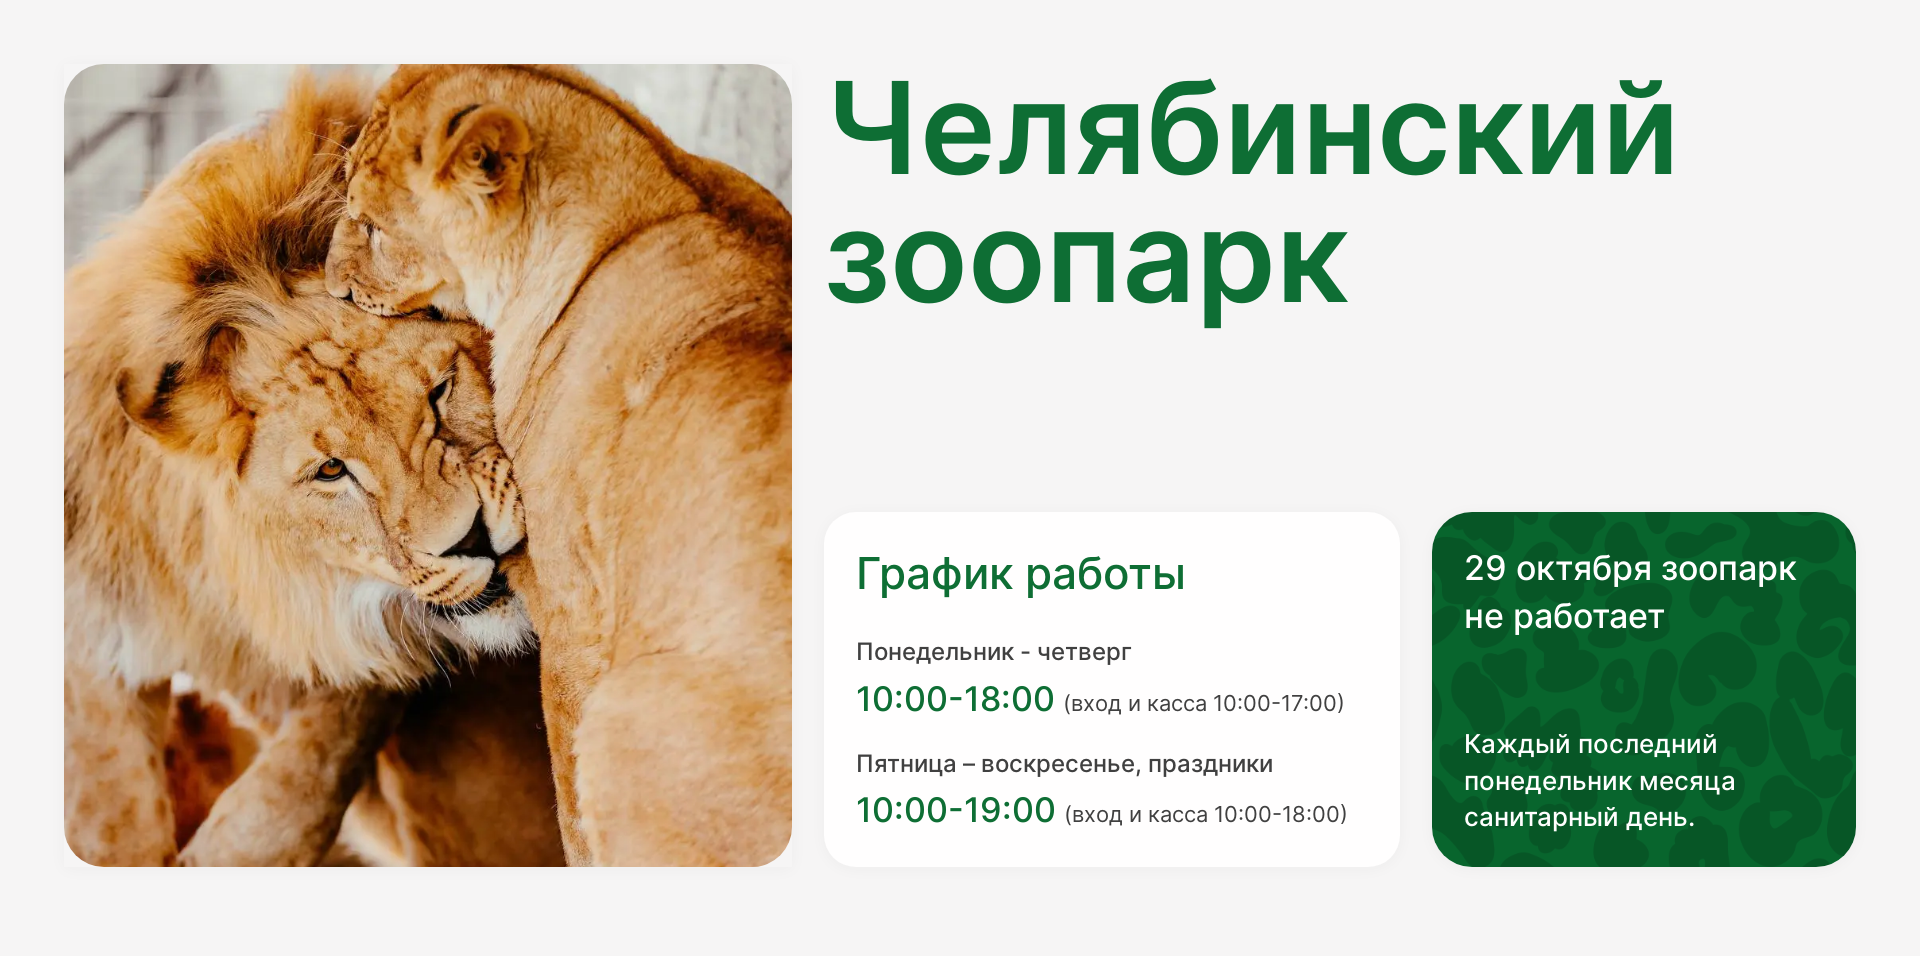 Челябинский
зоопарк
График работы
Понедельник - четверг
10:00-18:00 (вход и касса 10:00-17:00)
Пятница – воскресенье, праздники
10:00-19:00 (вход и касса 10:00-18:00)
29 октября зоопарк
не работает
Каждый последний
понедельник месяца
санитарный день.